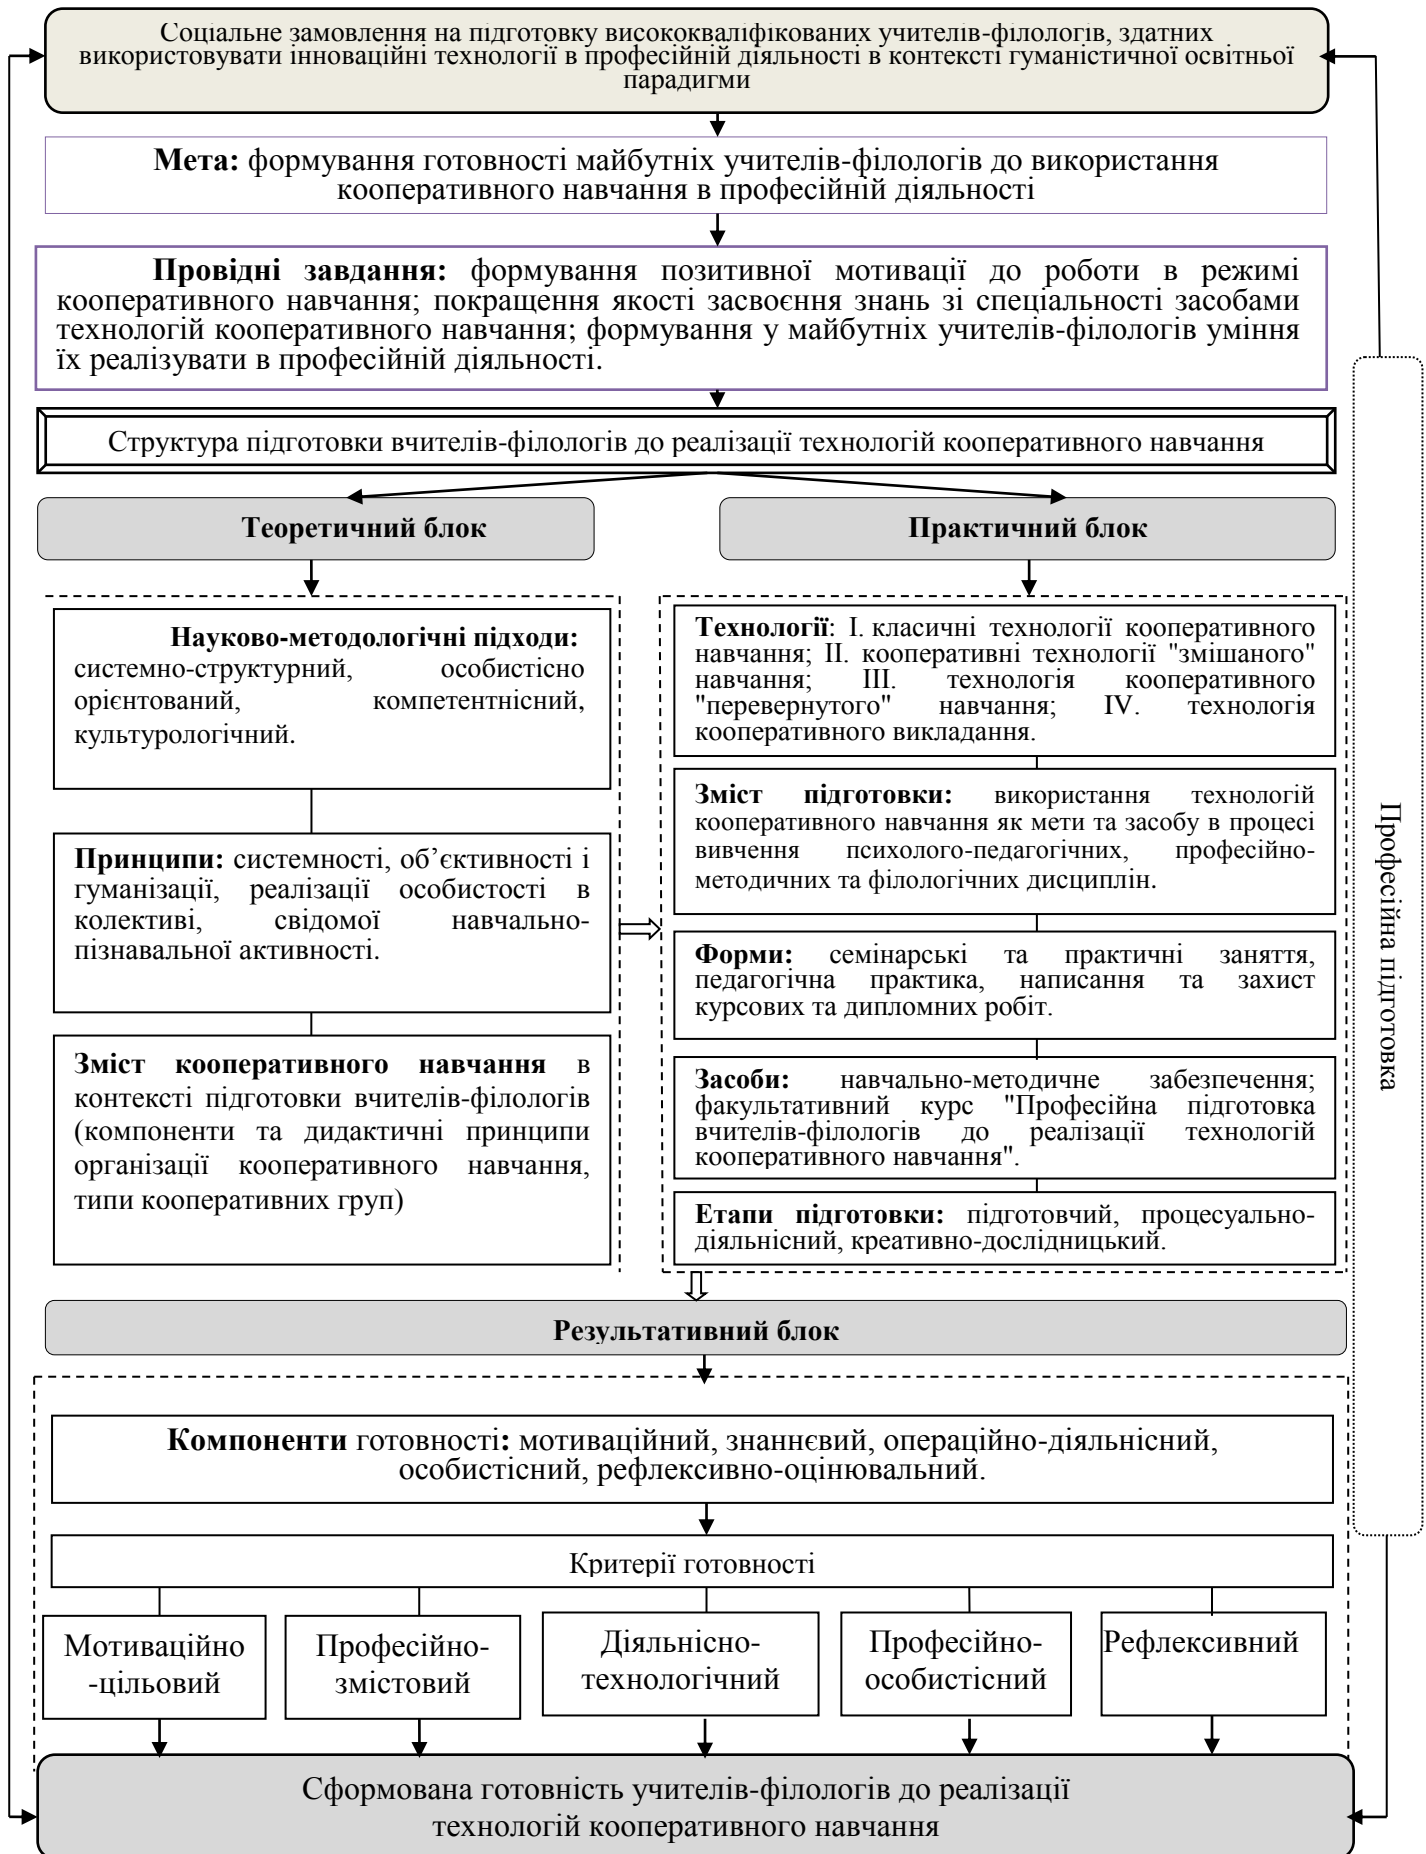 Соціальне замовлення на підготовку висококваліфікованих учителів-філологів, здатних
використовувати інноваційні технології в професійній діяльності в контексті гуманістичної освітньої
парадигми
Мета: формування готовності майбутніх учителів-філологів до використання
кооперативного навчання в професійній діяльності
Провідні завдання: формування позитивної мотивації до роботи в режимі
кооперативного навчання; покращення якості засвоєння знань зі спеціальності засобами
технологій кооперативного навчання; формування у майбутніх учителів-філологів уміння
їх реалізувати в професійній діяльності.
Структура підготовки вчителів-філологів до реалізації технологій кооперативного навчання
Теоретичний блок
Науково-методологічні підходи:
системно-структурний, особистісно
орієнтований, компетентнісний,
культурологічний.
Принципи: системності, об’єктивності і
гуманізації, реалізації особистості в
колективі, свідомої навчально-
пізнавальної активності.
Зміст кооперативного навчання в
контексті підготовки вчителів-філологів
(компоненти та дидактичні принципи
організації кооперативного навчання,
типи кооперативних груп)
Практичний блок
Технології: I. класичні технології кооперативного
навчання; II. кооперативні технології "змішаного"
навчання; III. технологія кооперативного
"перевернутого" навчання; IV. технологія
кооперативного викладання.
Зміст підготовки: використання технологій
кооперативного навчання як мети та засобу в процесі
вивчення психолого-педагогічних, професійно-
методичних та філологічних дисциплін.
Форми: семінарські та практичні заняття,
педагогічна практика, написання та захист
курсових та дипломних робіт.
Засоби: навчально-методичне забезпечення;
факультативний курс "Професійна підготовка
вчителів-філологів до реалізації технологій
кооперативного навчання".
Етапи підготовки: підготовчий, процесуально-
діяльнісний, креативно-дослідницький.
Професійна підготовка
Результативний блок
Компоненти готовності: мотиваційний, знаннєвий, операційно-діяльнісний,
особистісний, рефлексивно-оцінювальний.
Критерії готовності
Мотиваційно
-цільовий
Професійно-
змістовий
Діяльнісно-
технологічний
Професійно-
особистісний
Рефлексивний
Сформована готовність учителів-філологів до реалізації
технологій кооперативного навчання